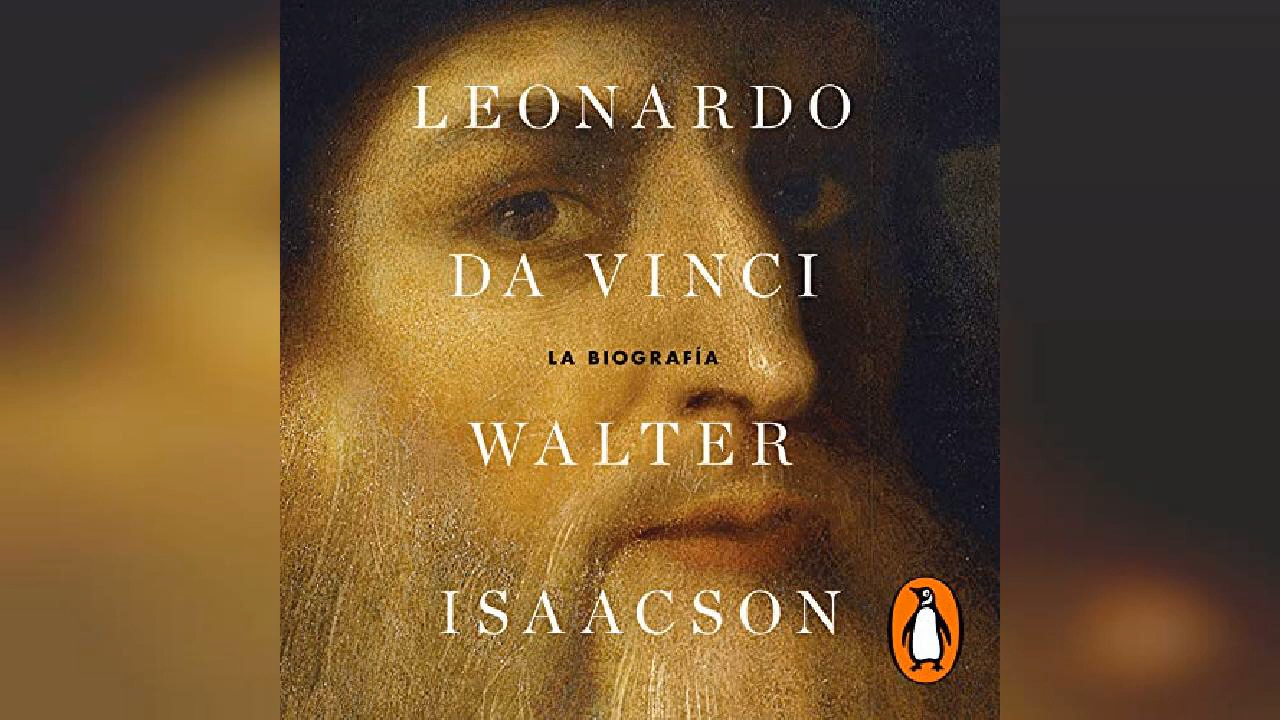 LEONARDO
DA VINCI
LA BIOGRAFÍA
WALTER
ISAACSON